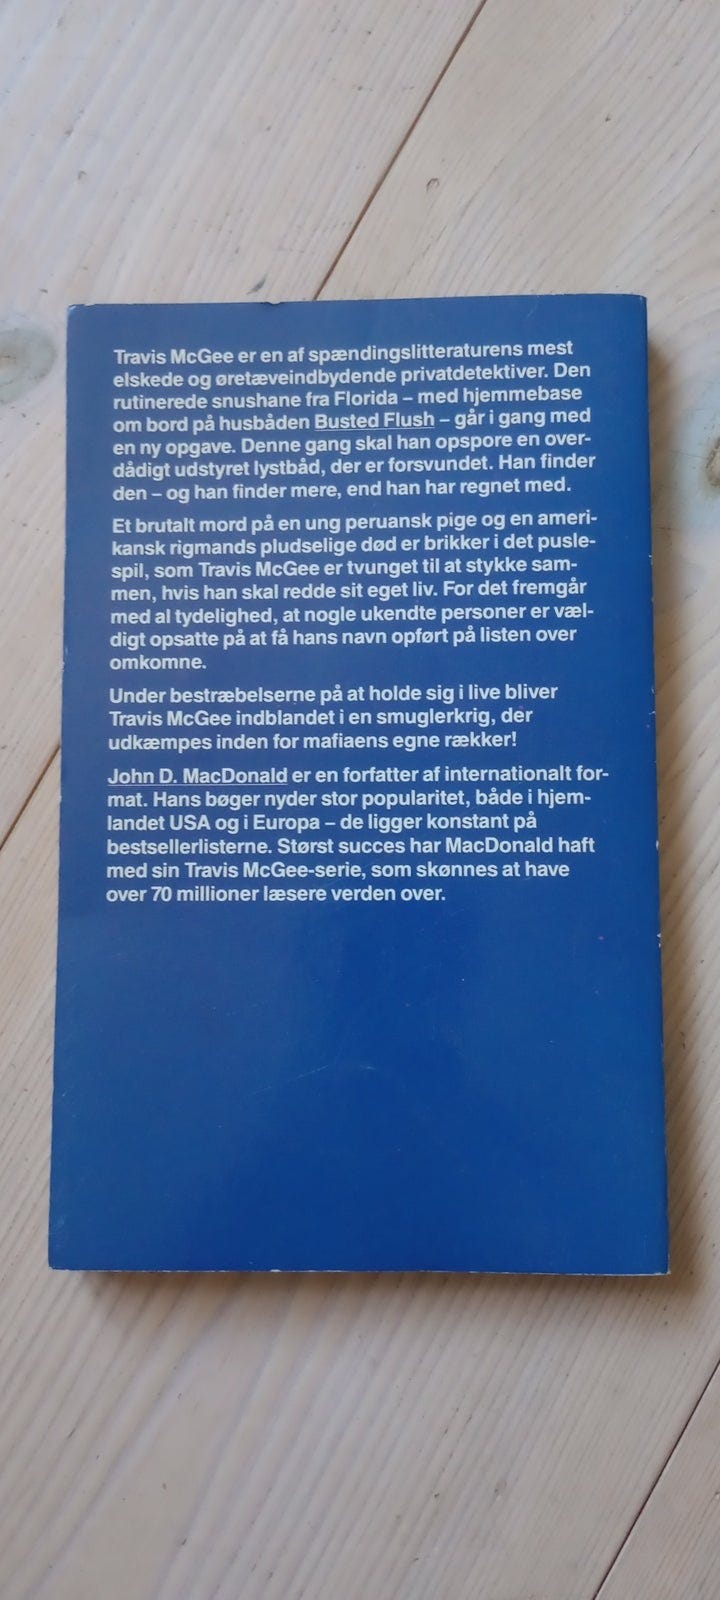 Travis McGee er en af spændingslitteraturens mest
elskede og øretæveindbydende privatdetektiver. Den
rutinerede snushane fra Florida – med hjemmebase
om bord på husbåden Busted Flush – går i gang med
en ny opgave. Denne gang skal han opspore en over-
dådigt udstyret lystbåd, der er forsvundet. Han finder
den – og han finder mere, end han har regnet med.
Et brutalt mord på en ung peruansk pige og en ameri-
kansk rigmands pludselige død er brikker i det pusle-
spil, som Travis McGee er tvunget til at stykke sam-
men, hvis han skal redde sit eget liv. For det fremgår
med al tydelighed, at nogle ukendte personer er væl-
digt opsatte på at få hans navn opført på listen over
omkomne.
Under bestræbelserne på at holde sig i live bliver
Travis McGee indblandet i en smuglerkrig, der
udkæmpes inden for mafiaens egne rækker!
John D. MacDonald er en forfatter af internationalt for-
mat. Hans bøger nyder stor popularitet, både i hjem-
landet USA og i Europa – de ligger konstant på
bestsellerlisterne. Størst succes har MacDonald haft
med sin Travis McGee-serie, som skønnes at have
over 70 millioner læsere verden over.